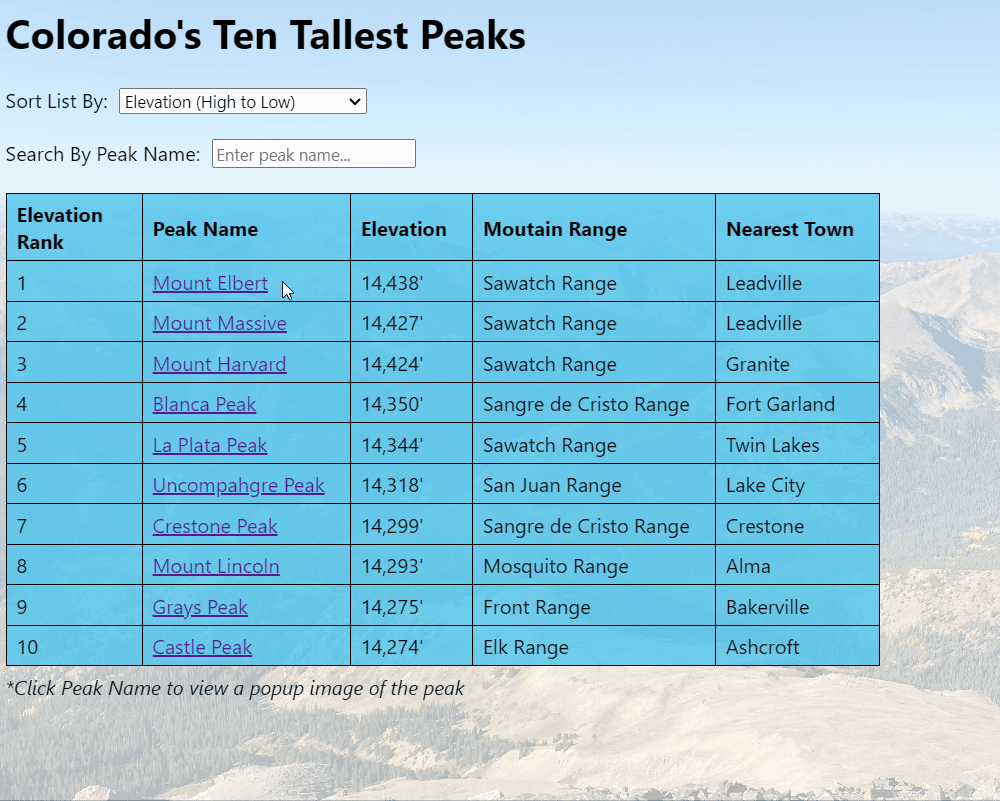 Colorado's Ten Tallest Peaks
Sort List By: Elevation (High to Low)
Search By Peak Name: Enter peak name...
Elevation Rank Peak Name Elevation Moutain Range Nearest Town
1 Mount Elbert 14,438' Sawatch Range Leadville
2 Mount Massive 14,427' Sawatch Range Leadville
3 Mount Harvard 14,424' Sawatch Range Granite
4 Blanca Peak 14,350' Sangre de Cristo Range Fort Garland
5 La Plata Peak 14,344' Sawatch Range Twin Lakes
6 Uncompahgre Peak 14,318' San Juan Range Lake City
7 Crestone Peak 14,299' Sangre de Cristo Range Crestone
8 Mount Lincoln 14,293' Mosquito Range Alma
9 Grays Peak 14,275' Front Range Bakerville
10 Castle Peak 14,274' Elk Range Ashcroft
*Click Peak Name to view a popup image of the peak